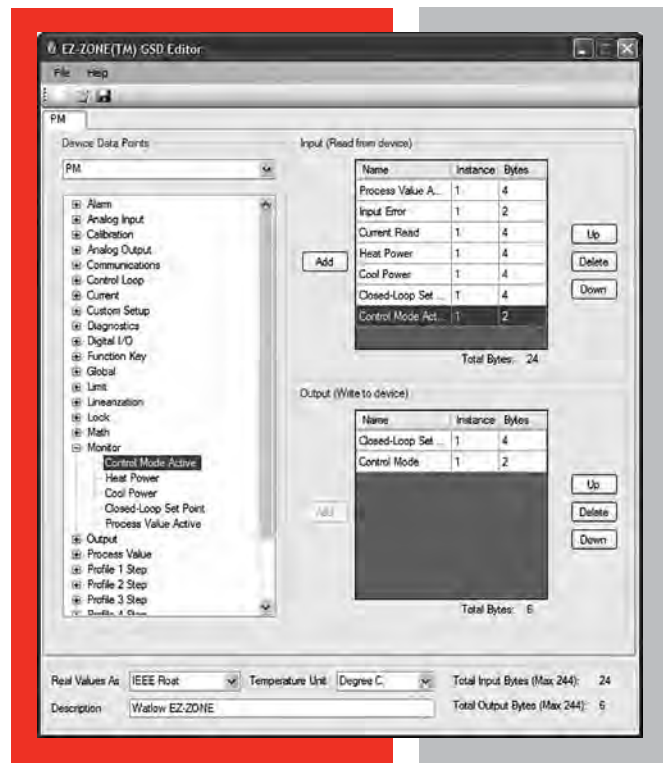 EZ-ZONE(TM) GSD Editor
File Help
PM
Device Data Points
PM
Alarm
Analog Input
Calibration
Analog Output
Communications
Control Loop
Current
Custom Setup
Diagnostics
Digital I/O
Function Key
Global
Limit
Linearization
Lock
Math
Monitor
Control Mode Active
Heat Power
Cool Power
Closed-Loop Set Point
Process Value Active
Output
Process Value
Profile 1 Step
Profile 2 Step
Profile 3 Step
Profile 4 Step
Input (Read from device)
Name Instance Bytes
Process Value A... 1 4
Input Error 1 2
Current Read 1 4
Heat Power 1 4
Cool Power 1 4
Closed-Loop Set ... 1 4
Control Mode Act... 1 2
Add
Up
Delete
Down
Total Bytes: 24
Output (Write to device)
Name Instance Bytes
Closed-Loop Set ... 1 4
Control Mode 1 2
Add
Up
Delete
Down
Total Bytes: 6
Real Values As IEEE Float Temperature Unit Degree C Total Input Bytes (Max 244): 24
Description Watlow EZ-ZONE Total Output Bytes (Max 244): 6